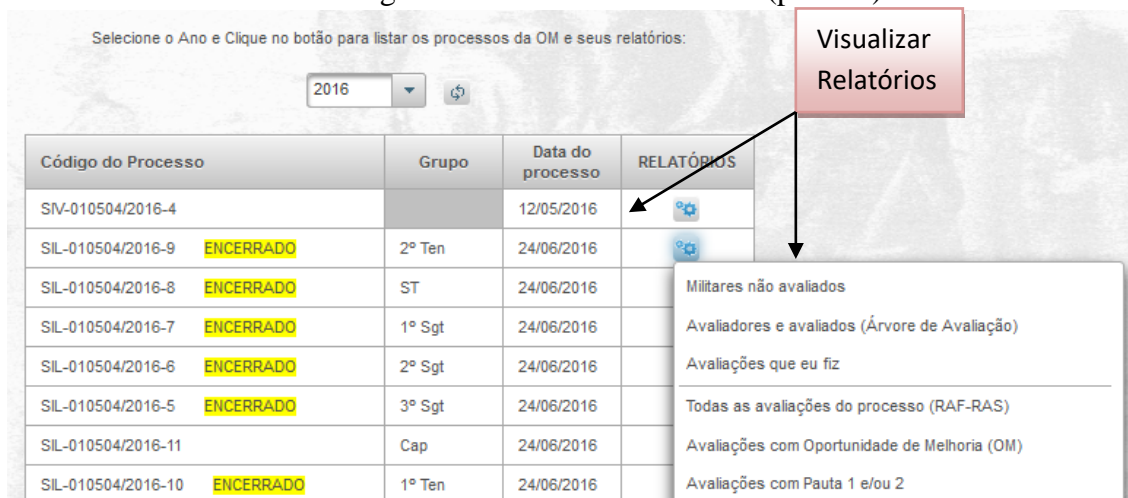 Selecione o Ano e Clique no botão para listar os processos da OM e seus relatórios:
Visualizar
Relatórios
2016
Código do Processo Grupo Data do processo RELATÓRIOS
SIV-010504/2016-4 12/05/2016
SIL-010504/2016-9 ENCERRADO 2º Ten 24/06/2016
SIL-010504/2016-8 ENCERRADO ST 24/06/2016
SIL-010504/2016-7 ENCERRADO 1º Sgt 24/06/2016
SIL-010504/2016-6 ENCERRADO 2º Sgt 24/06/2016
SIL-010504/2016-5 ENCERRADO 3º Sgt 24/06/2016
SIL-010504/2016-11 Cap 24/06/2016
SIL-010504/2016-10 ENCERRADO 1º Ten 24/06/2016
Militares não avaliados
Avaliadores e avaliados (Árvore de Avaliação)
Avaliações que eu fiz
Todas as avaliações do processo (RAF-RAS)
Avaliações com Oportunidade de Melhoria (OM)
Avaliações com Pauta 1 e/ou 2